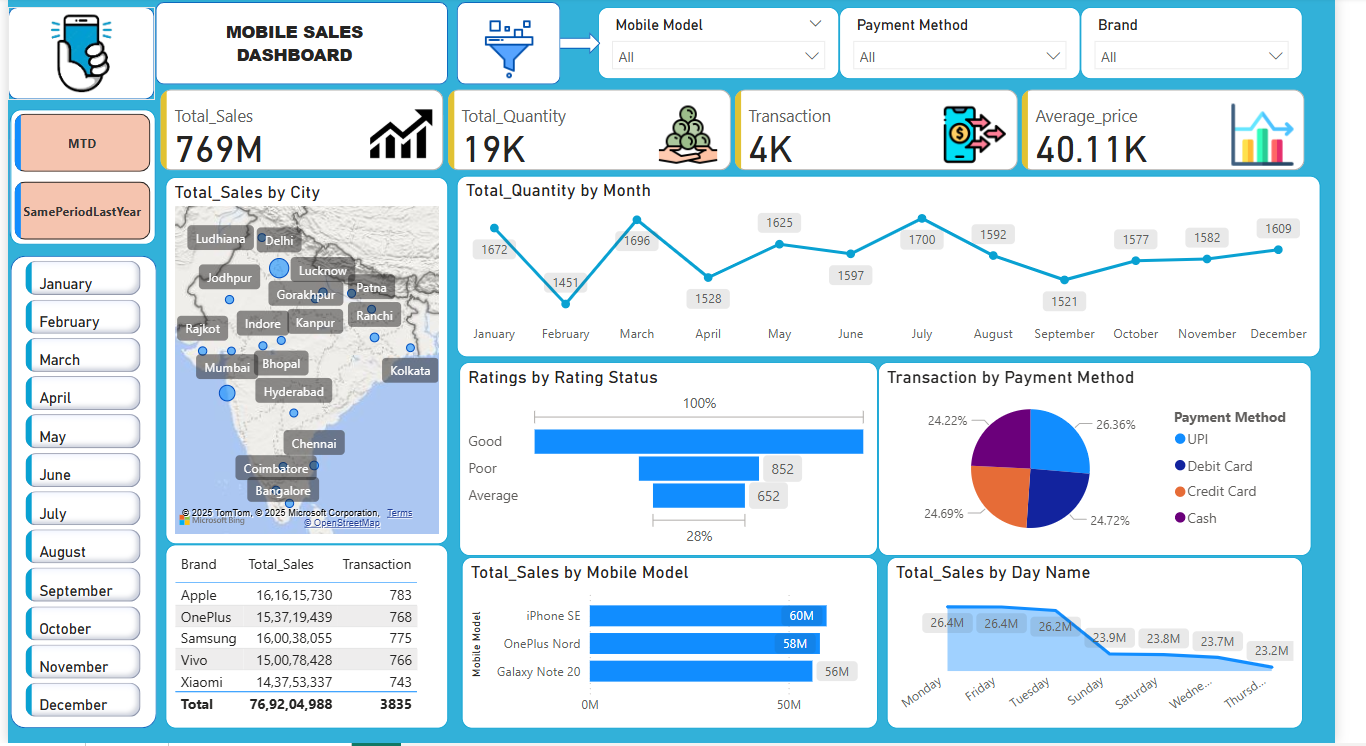 MOBILE SALES
DASHBOARD
Mobile Model
All
Payment Method
All
Brand
All
MTD
SamePeriodLastYear
Total_Sales
769M
Total_Quantity
19K
Transaction
4K
Average_price
40.11K
January
February
March
April
May
June
July
August
September
October
November
December
Total_Sales by City
Ludhiana
Delhi
Jodhpur
Lucknow
Gorakhpur
Patna
Rajkot
Indore
Kanpur
Ranchi
Mumbai
Bhopal
Kolkata
Hyderabad
Chennai
Coimbatore
Bangalore
© 2025 TomTom, © 2025 Microsoft Corporation, Terms
Microsoft Bing
© OpenStreetMap
Total_Quantity by Month
1672
1451
1696
1528
1625
1597
1700
1592
1521
1577
1582
1609
January February March April May June July August September October November December
Ratings by Rating Status
100%
Good
Poor 852
Average 652
28%
Transaction by Payment Method
24.22%
26.36%
24.69%
24.72%
Payment Method
UPI
Debit Card
Credit Card
Cash
Brand Total_Sales Transaction
Apple 16,16,15,730 783
OnePlus 15,37,19,439 768
Samsung 16,00,38,055 775
Vivo 15,00,78,428 766
Xiaomi 14,37,53,337 743
Total 76,92,04,988 3835
Total_Sales by Mobile Model
Mobile Model
iPhone SE 60M
OnePlus Nord 58M
Galaxy Note 20 56M
0M 50M
Total_Sales by Day Name
26.4M 26.4M 26.2M 23.9M 23.8M 23.7M 23.2M
Monday Friday Tuesday Sunday Saturday Wedne... Thursd...